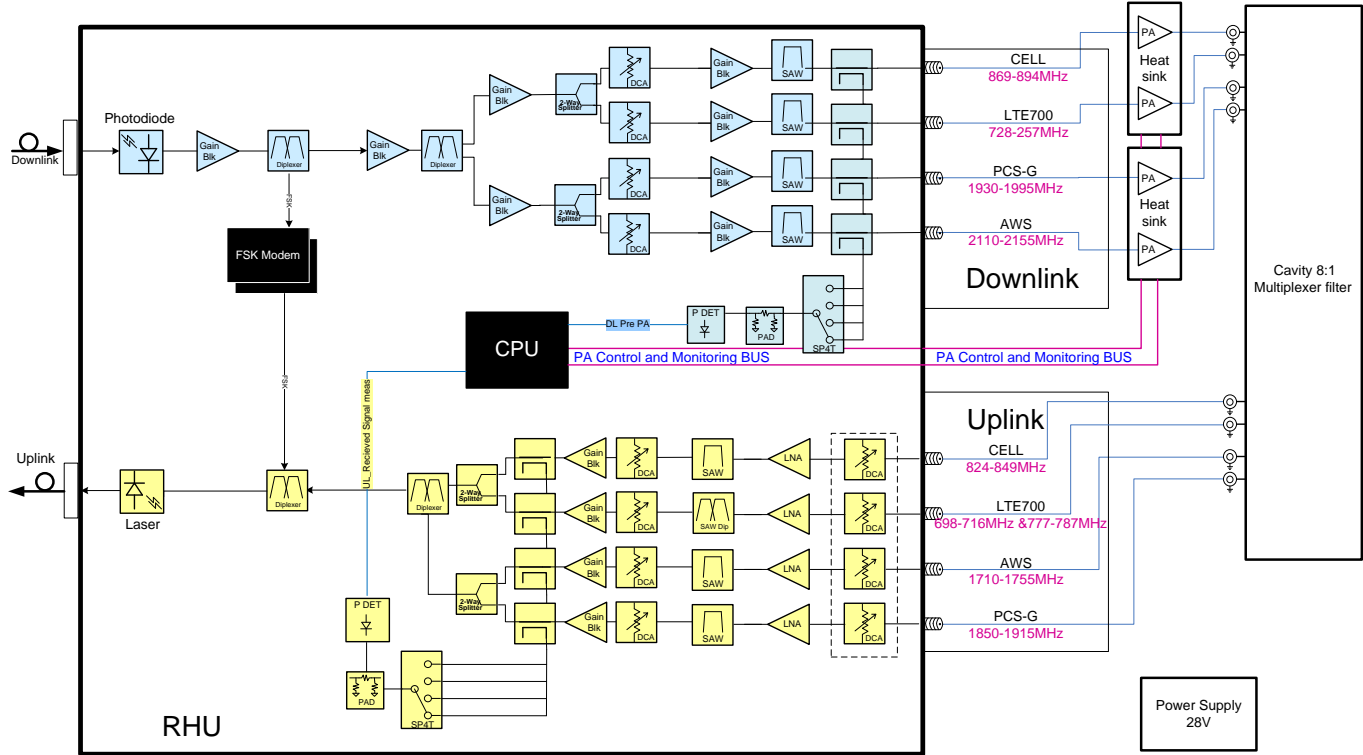 Downlink
Photodiode
Gain
Blk
Diplexer
Gain
Blk
Diplexer
Gain
Blk
2-Way
Splitter
DCA
Gain
Blk
SAW
CELL
869-894MHz
DCA
Gain
Blk
SAW
LTE700
728-257MHz
Gain
Blk
2-Way
Splitter
DCA
Gain
Blk
SAW
PCS-G
1930-1995MHz
DCA
Gain
Blk
SAW
AWS
2110-2155MHz
Downlink
PA
Heat
sink
PA
PA
Heat
sink
PA
Cavity 8:1
Multiplexer filter
FSK
FSK Modem
FSK
CPU
DL Pre PA
P DET
PAD
SP4T
PA Control and Monitoring BUS
PA Control and Monitoring BUS
UL_Recieved Signal meas
Uplink
Laser
Diplexer
Diplexer
2-Way
Splitter
Gain
Blk
DCA
SAW
LNA
DCA
Uplink
CELL
824-849MHz
Gain
Blk
DCA
SAW Dip
LNA
DCA
LTE700
698-716MHz &777-787MHz
2-Way
Splitter
Gain
Blk
DCA
SAW
LNA
DCA
AWS
1710-1755MHz
Gain
Blk
DCA
SAW
LNA
DCA
PCS-G
1850-1915MHz
P DET
PAD
SP4T
RHU
Power Supply
28V